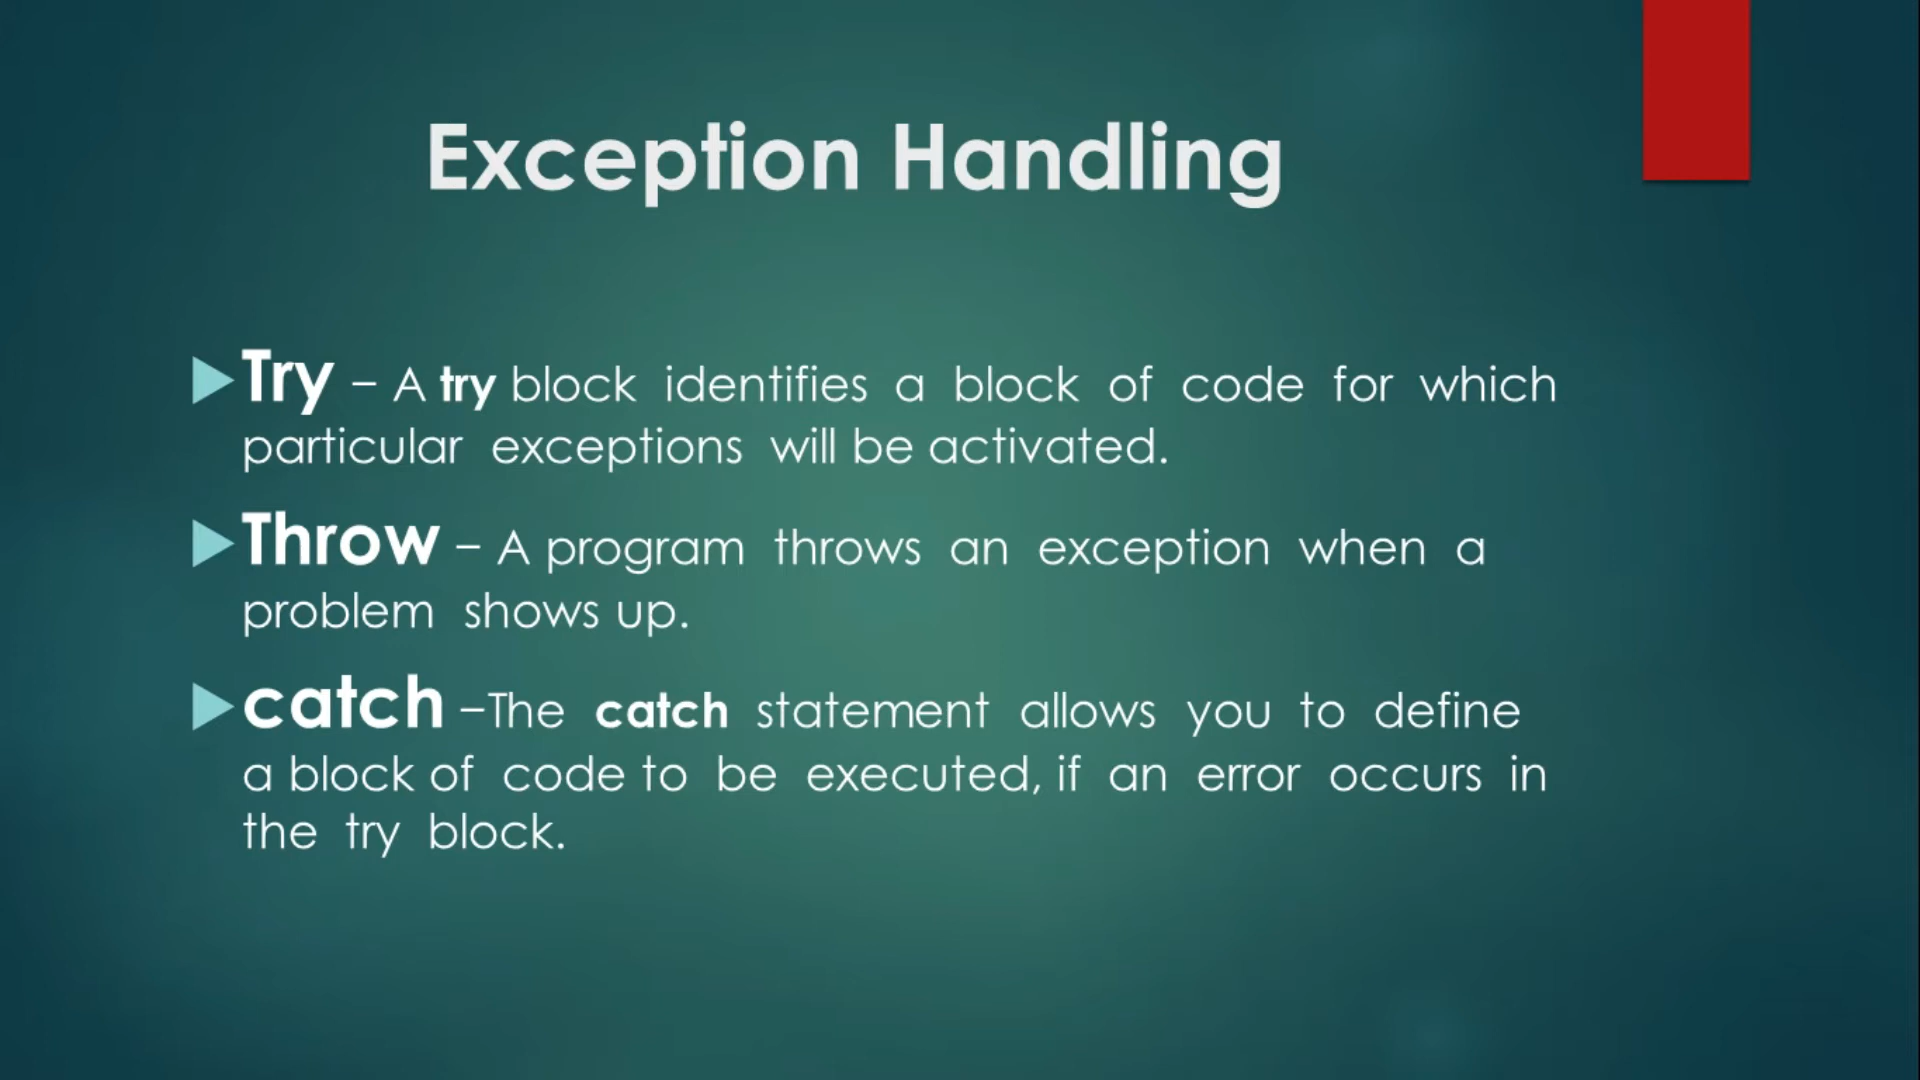 Exception Handling
Try – A try block identifies a block of code for which
particular exceptions will be activated.
Throw – A program throws an exception when a
problem shows up.
catch –The catch statement allows you to define
a block of code to be executed, if an error occurs in
the try block.